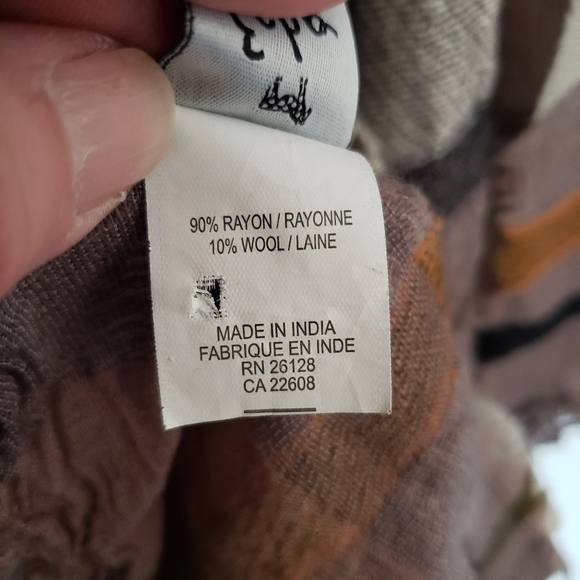 90% RAYON / RAYONNE
10% WOOL / LAINE
MADE IN INDIA
FABRIQUE EN INDE
RN 26128
CA 22608